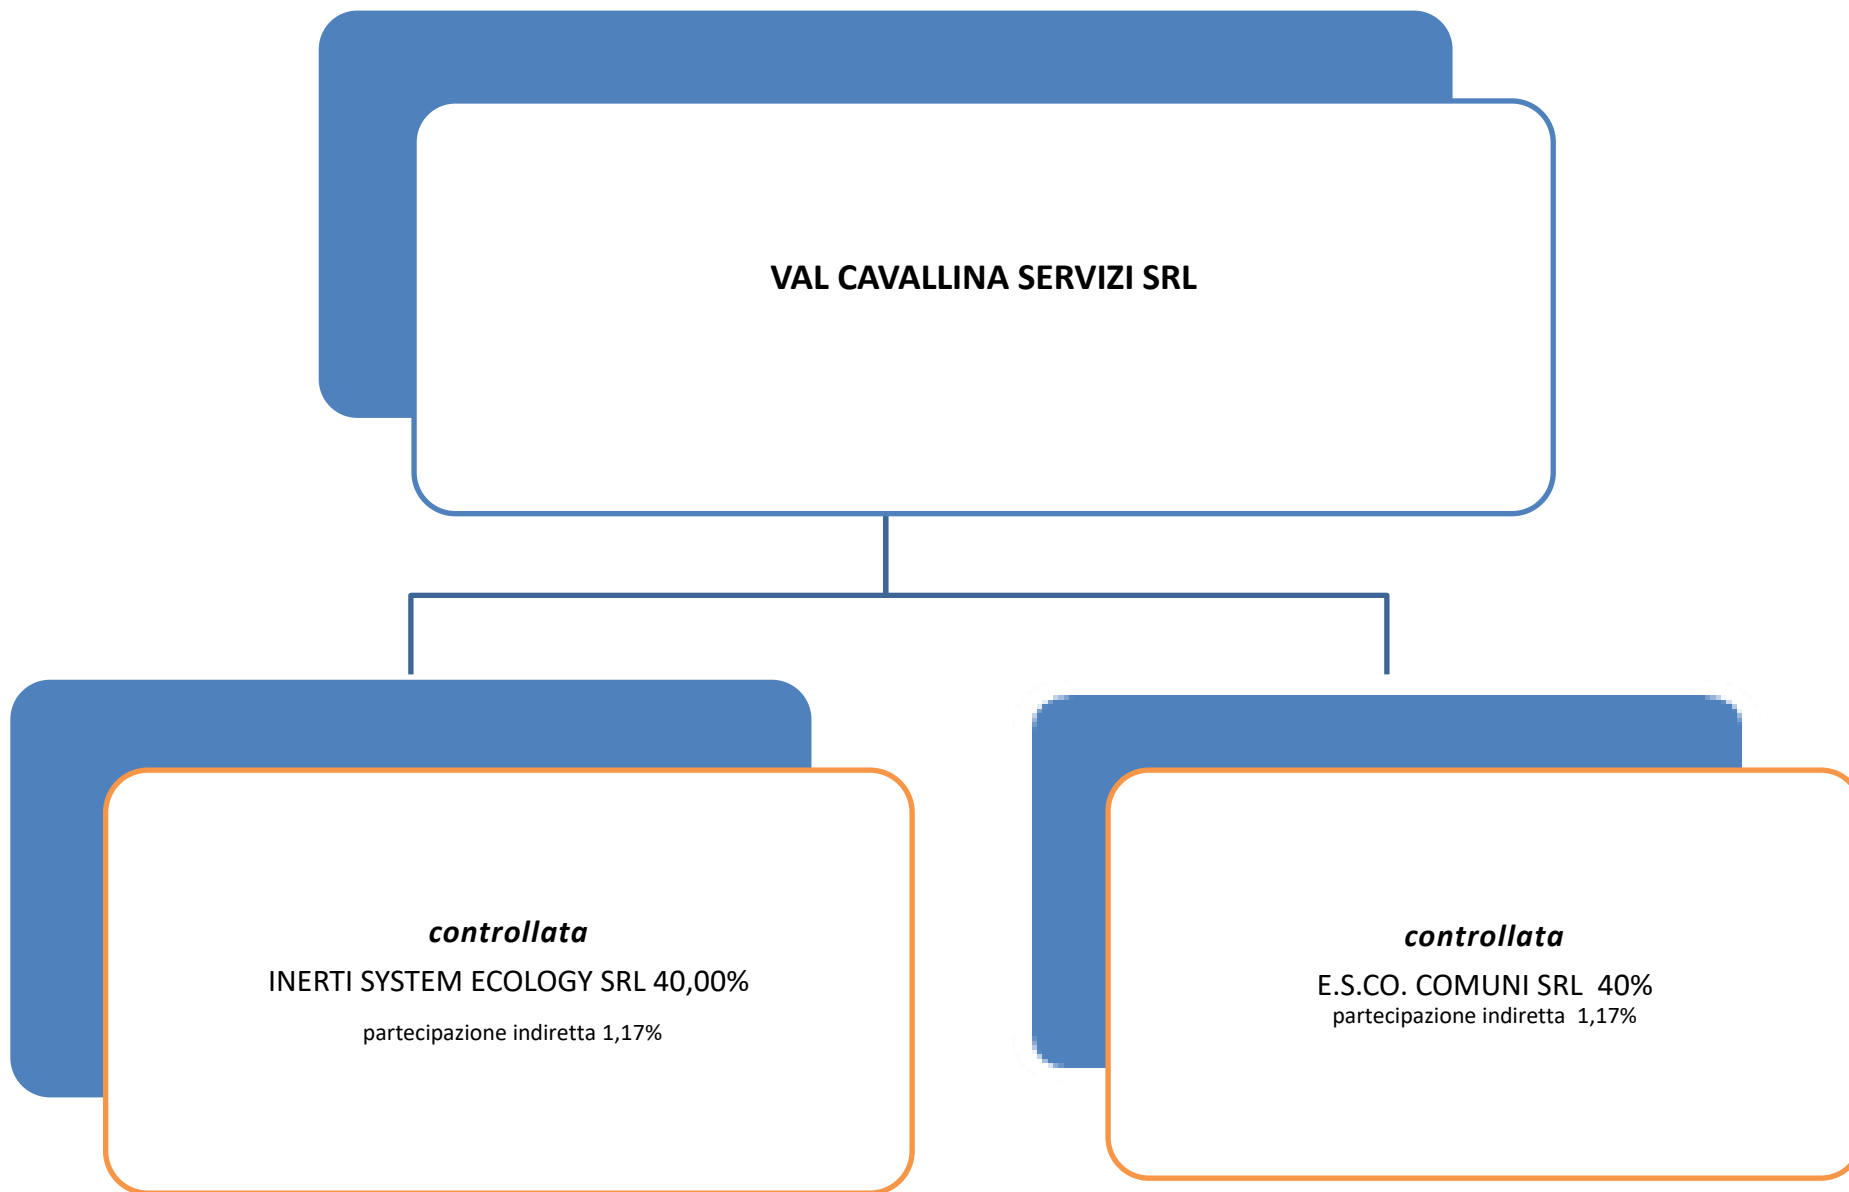 VAL CAVALLINA SERVIZI SRL
controllata
INERTI SYSTEM ECOLOGY SRL 40,00%
partecipazione indiretta 1,17%
controllata
E.S.CO. COMUNI SRL  40%
partecipazione indiretta  1,17%